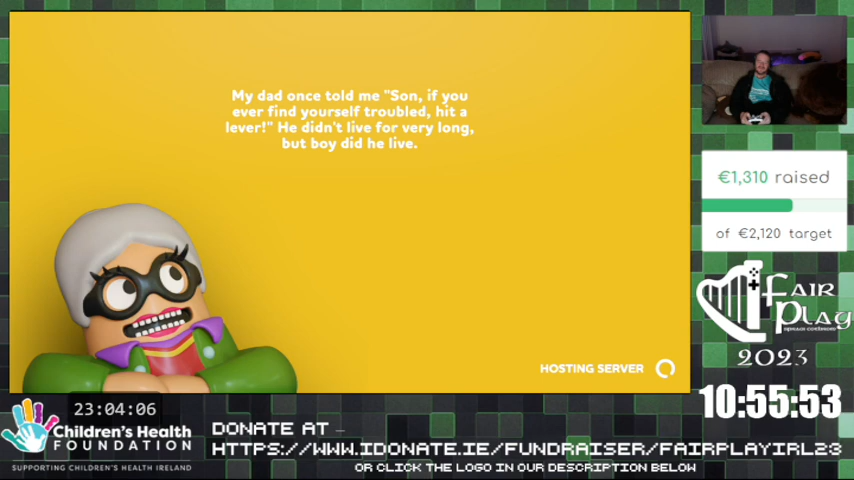 My dad once told me "Son, if you
ever find yourself troubled, hit a
lever!" He didn't live for very long,
but boy did he live.
HOSTING SERVER
€1,310 raised
of €2,120 target
FAIR
PLAY
2023
10:55:53
23:04:06
Children's Health
FOUNDATION
SUPPORTING CHILDREN'S HEALTH IRELAND
DONATE AT –
HTTPS://WWW.IDONATE.IE/FUNDRAISER/FAIRPLAYIRL23
OR CLICK THE LOGO IN OUR DESCRIPTION BELOW